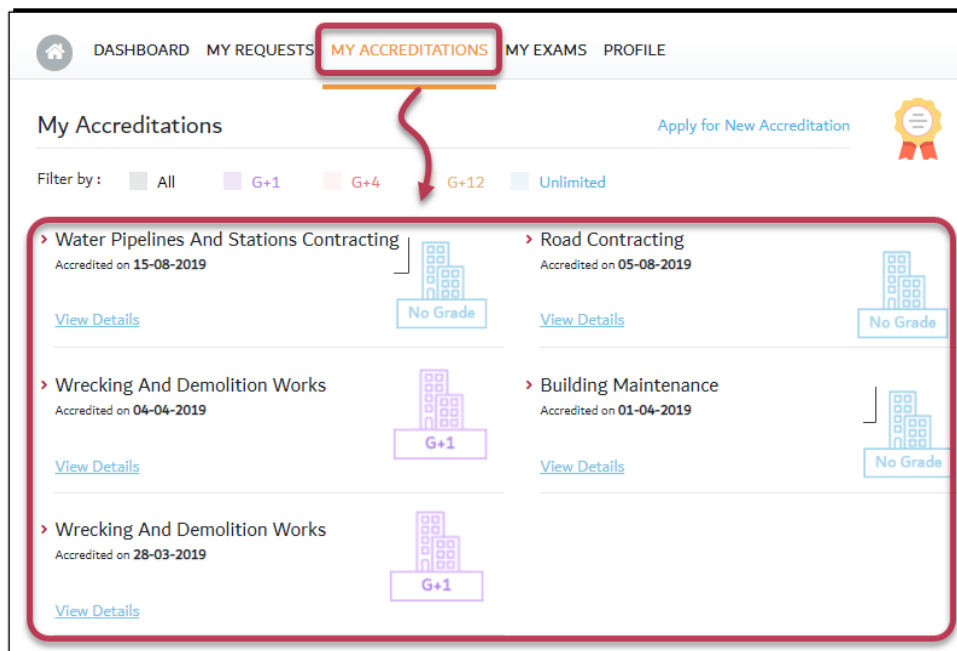 DASHBOARD MY REQUESTS MY ACCREDITATIONS MY EXAMS PROFILE
My Accreditations
Apply for New Accreditation
Filter by : All G+1 G+4 G+12 Unlimited
Water Pipelines And Stations Contracting
Accredited on 15-08-2019
No Grade
View Details
Road Contracting
Accredited on 05-08-2019
No Grade
View Details
Wrecking And Demolition Works
Accredited on 04-04-2019
G+1
View Details
Building Maintenance
Accredited on 01-04-2019
No Grade
View Details
Wrecking And Demolition Works
Accredited on 28-03-2019
G+1
View Details